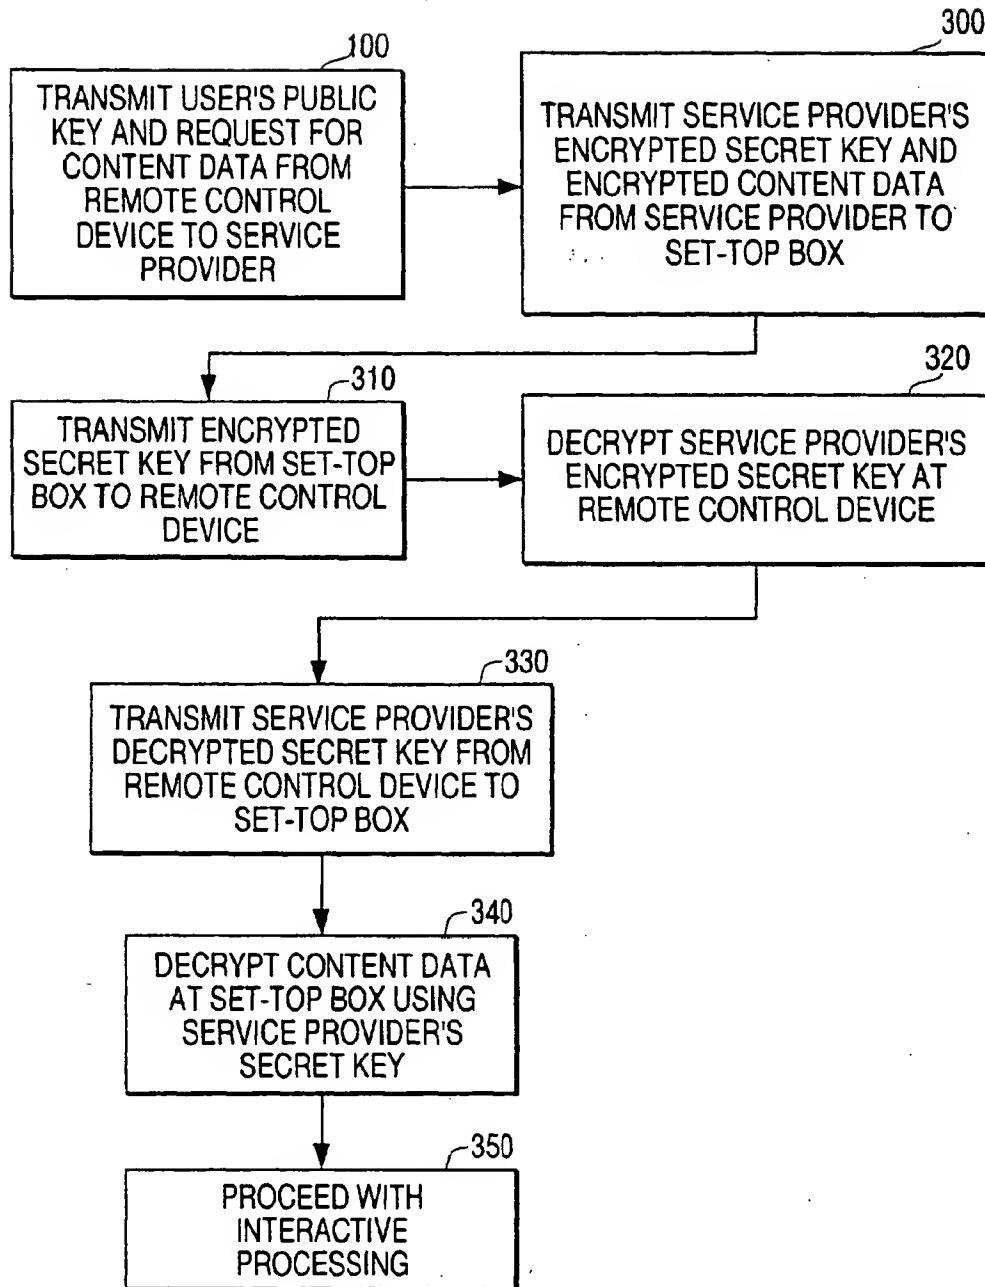 100
TRANSMIT USER'S PUBLIC
KEY AND REQUEST FOR
CONTENT DATA FROM
REMOTE CONTROL
DEVICE TO SERVICE
PROVIDER
300
TRANSMIT SERVICE PROVIDER'S
ENCRYPTED SECRET KEY AND
ENCRYPTED CONTENT DATA
FROM SERVICE PROVIDER TO
SET-TOP BOX
310
TRANSMIT ENCRYPTED
SECRET KEY FROM SET-TOP
BOX TO REMOTE CONTROL
DEVICE
320
DECRYPT SERVICE PROVIDER'S
ENCRYPTED SECRET KEY AT
REMOTE CONTROL DEVICE
330
TRANSMIT SERVICE PROVIDER'S
DECRYPTED SECRET KEY FROM
REMOTE CONTROL DEVICE TO
SET-TOP BOX
340
DECRYPT CONTENT DATA
AT SET-TOP BOX USING
SERVICE PROVIDER'S
SECRET KEY
350
PROCEED WITH
INTERACTIVE
PROCESSING